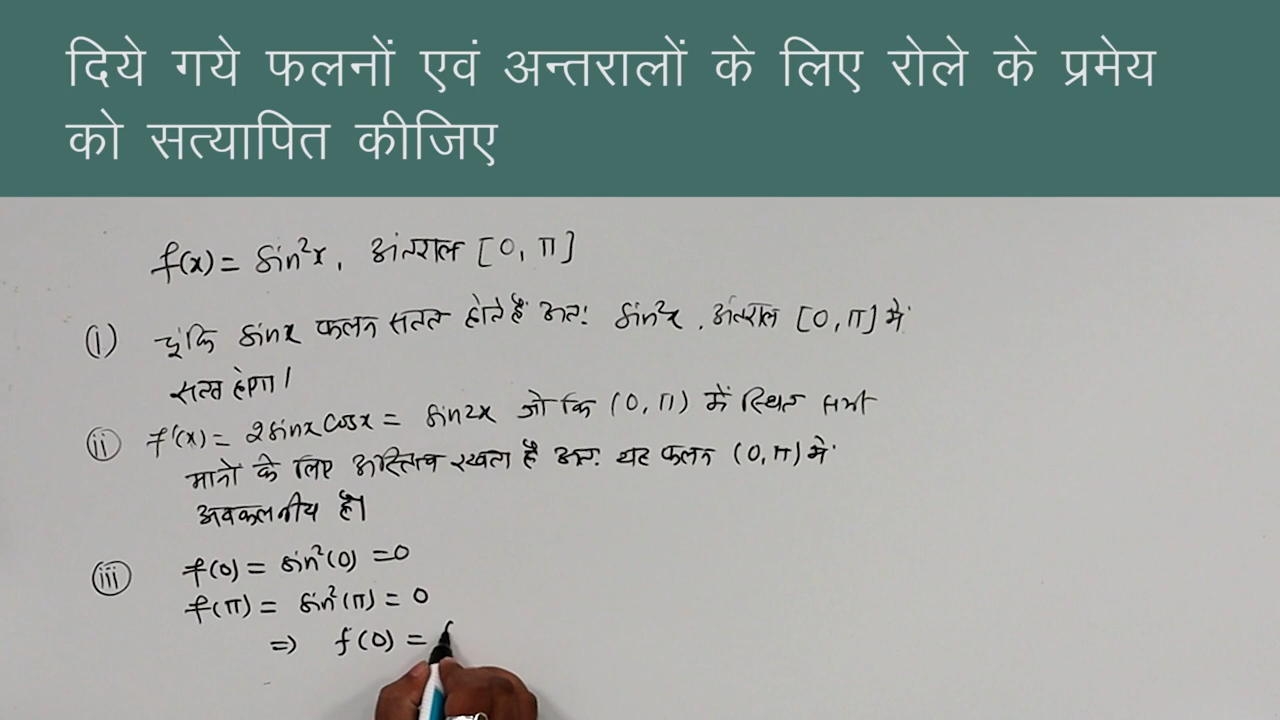 दिये गये फलनों एवं अन्तरालों के लिए रोले के प्रमेय
को सत्यापित कीजिए
f(x) = sin²x, अंतराल [0, π]
(i) चूंकि sinx फलन सतत होते हैं अतः sin²x, अंतराल [0, π] में
सतत होगा।
(ii) f'(x) = 2sinx cosx = sin2x जो कि (0, π) में स्थित सभी
मानों के लिए अस्तित्व रखता है अतः यह फलन (0, π) में
अवकलनीय है।
(iii) f(0) = sin²(0) = 0
f(π) = sin²(π) = 0
⇒ f(0) =